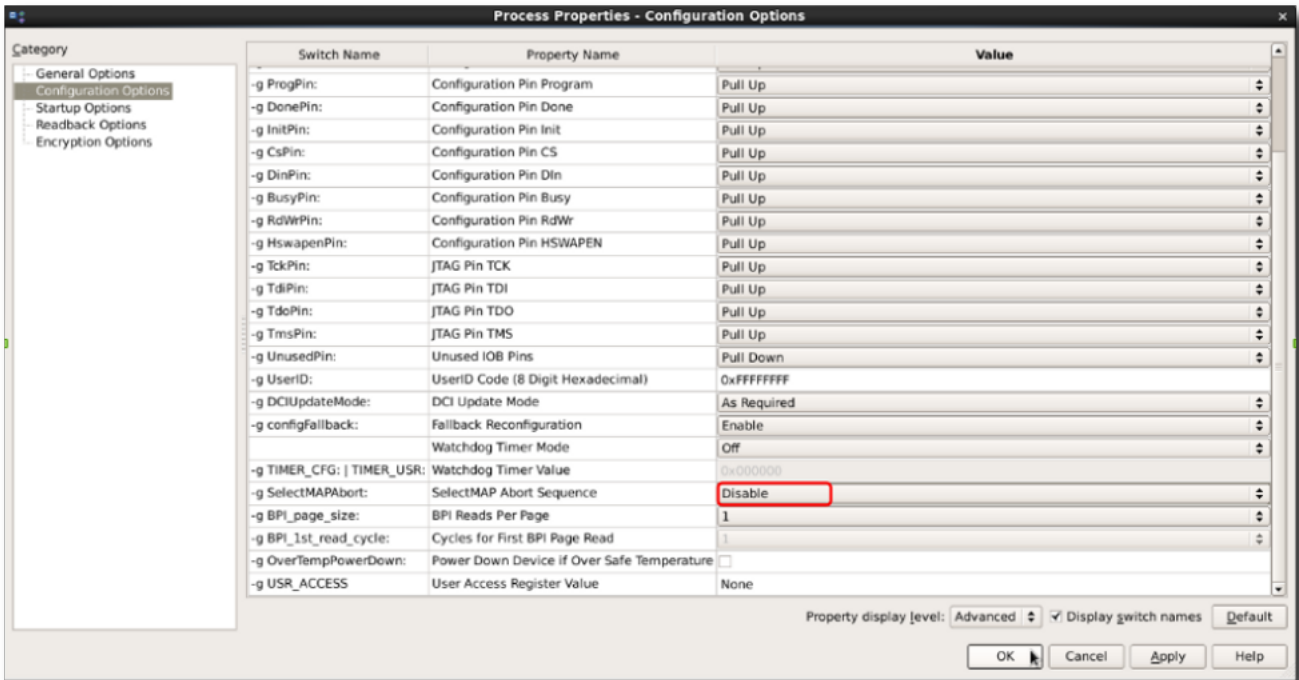 Process Properties - Configuration Options
Category
General Options
Configuration Options
Startup Options
Readback Options
Encryption Options
Switch Name Property Name Value
-g ProgPin: Configuration Pin Program Pull Up
-g DonePin: Configuration Pin Done Pull Up
-g InitPin: Configuration Pin Init Pull Up
-g CsPin: Configuration Pin CS Pull Up
-g DinPin: Configuration Pin DIn Pull Up
-g BusyPin: Configuration Pin Busy Pull Up
-g RdWrPin: Configuration Pin RdWr Pull Up
-g HswapenPin: Configuration Pin HSWAPEN Pull Up
-g TckPin: JTAG Pin TCK Pull Up
-g TdiPin: JTAG Pin TDI Pull Up
-g TdoPin: JTAG Pin TDO Pull Up
-g TmsPin: JTAG Pin TMS Pull Up
-g UnusedPin: Unused IOB Pins Pull Down
-g UserID: UserID Code (8 Digit Hexadecimal) 0xFFFFFFFF
-g DCIUpdateMode: DCI Update Mode As Required
-g configFallback: Fallback Reconfiguration Enable
Watchdog Timer Mode Off
-g TIMER_CFG: | TIMER_USR: Watchdog Timer Value 0x000000
-g SelectMAPAbort: SelectMAP Abort Sequence Disable
-g BPI_page_size: BPI Reads Per Page 1
-g BPI_1st_read_cycle: Cycles for First BPI Page Read 1
-g OverTempPowerDown: Power Down Device if Over Safe Temperature
-g USR_ACCESS User Access Register Value None
Property display level: Advanced Display switch names Default
OK Cancel Apply Help